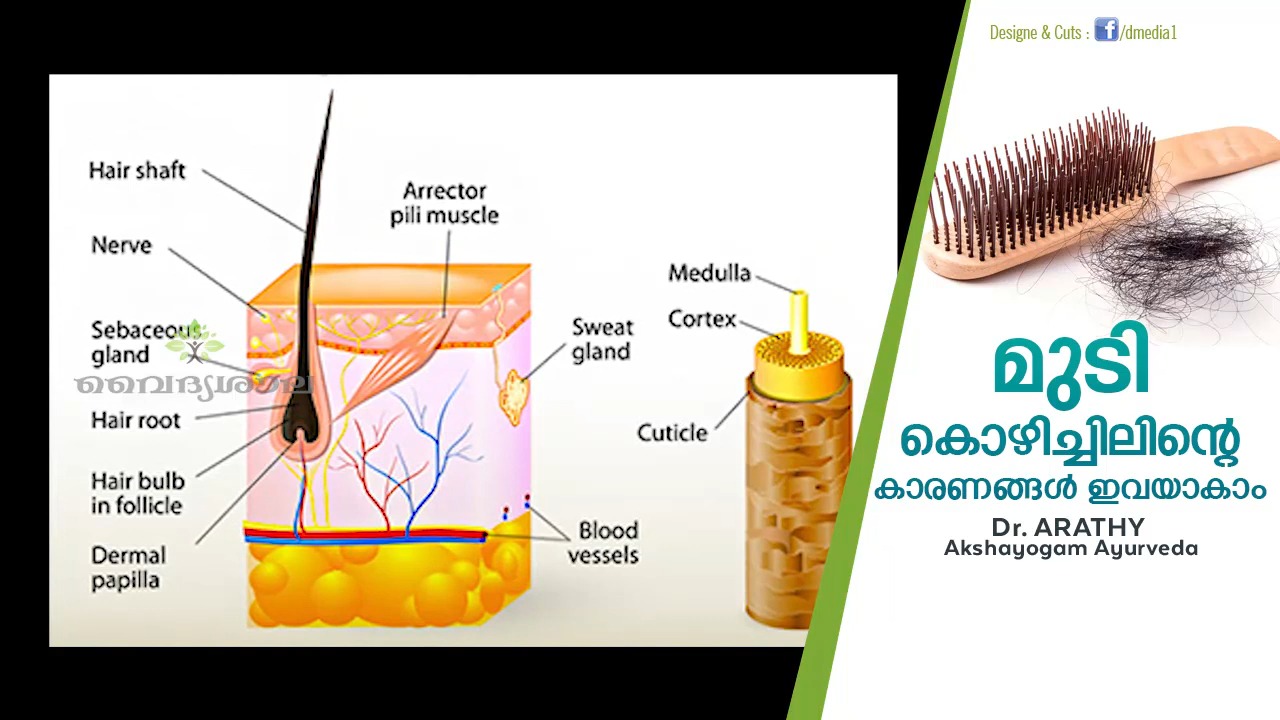 Designe & Cuts : f/dmedia1
Hair shaft
Arrector
pili muscle
Nerve
Sebaceous
gland
വൈദ്യശാല
Hair root
Hair bulb
in follicle
Dermal
papilla
Sweat
gland
Blood
vessels
Medulla
Cortex
Cuticle
മുടി
കൊഴിച്ചിലിന്റെ
കാരണങ്ങൾ ഇവയാകാം
Dr. ARATHY
Akshayogam Ayurveda